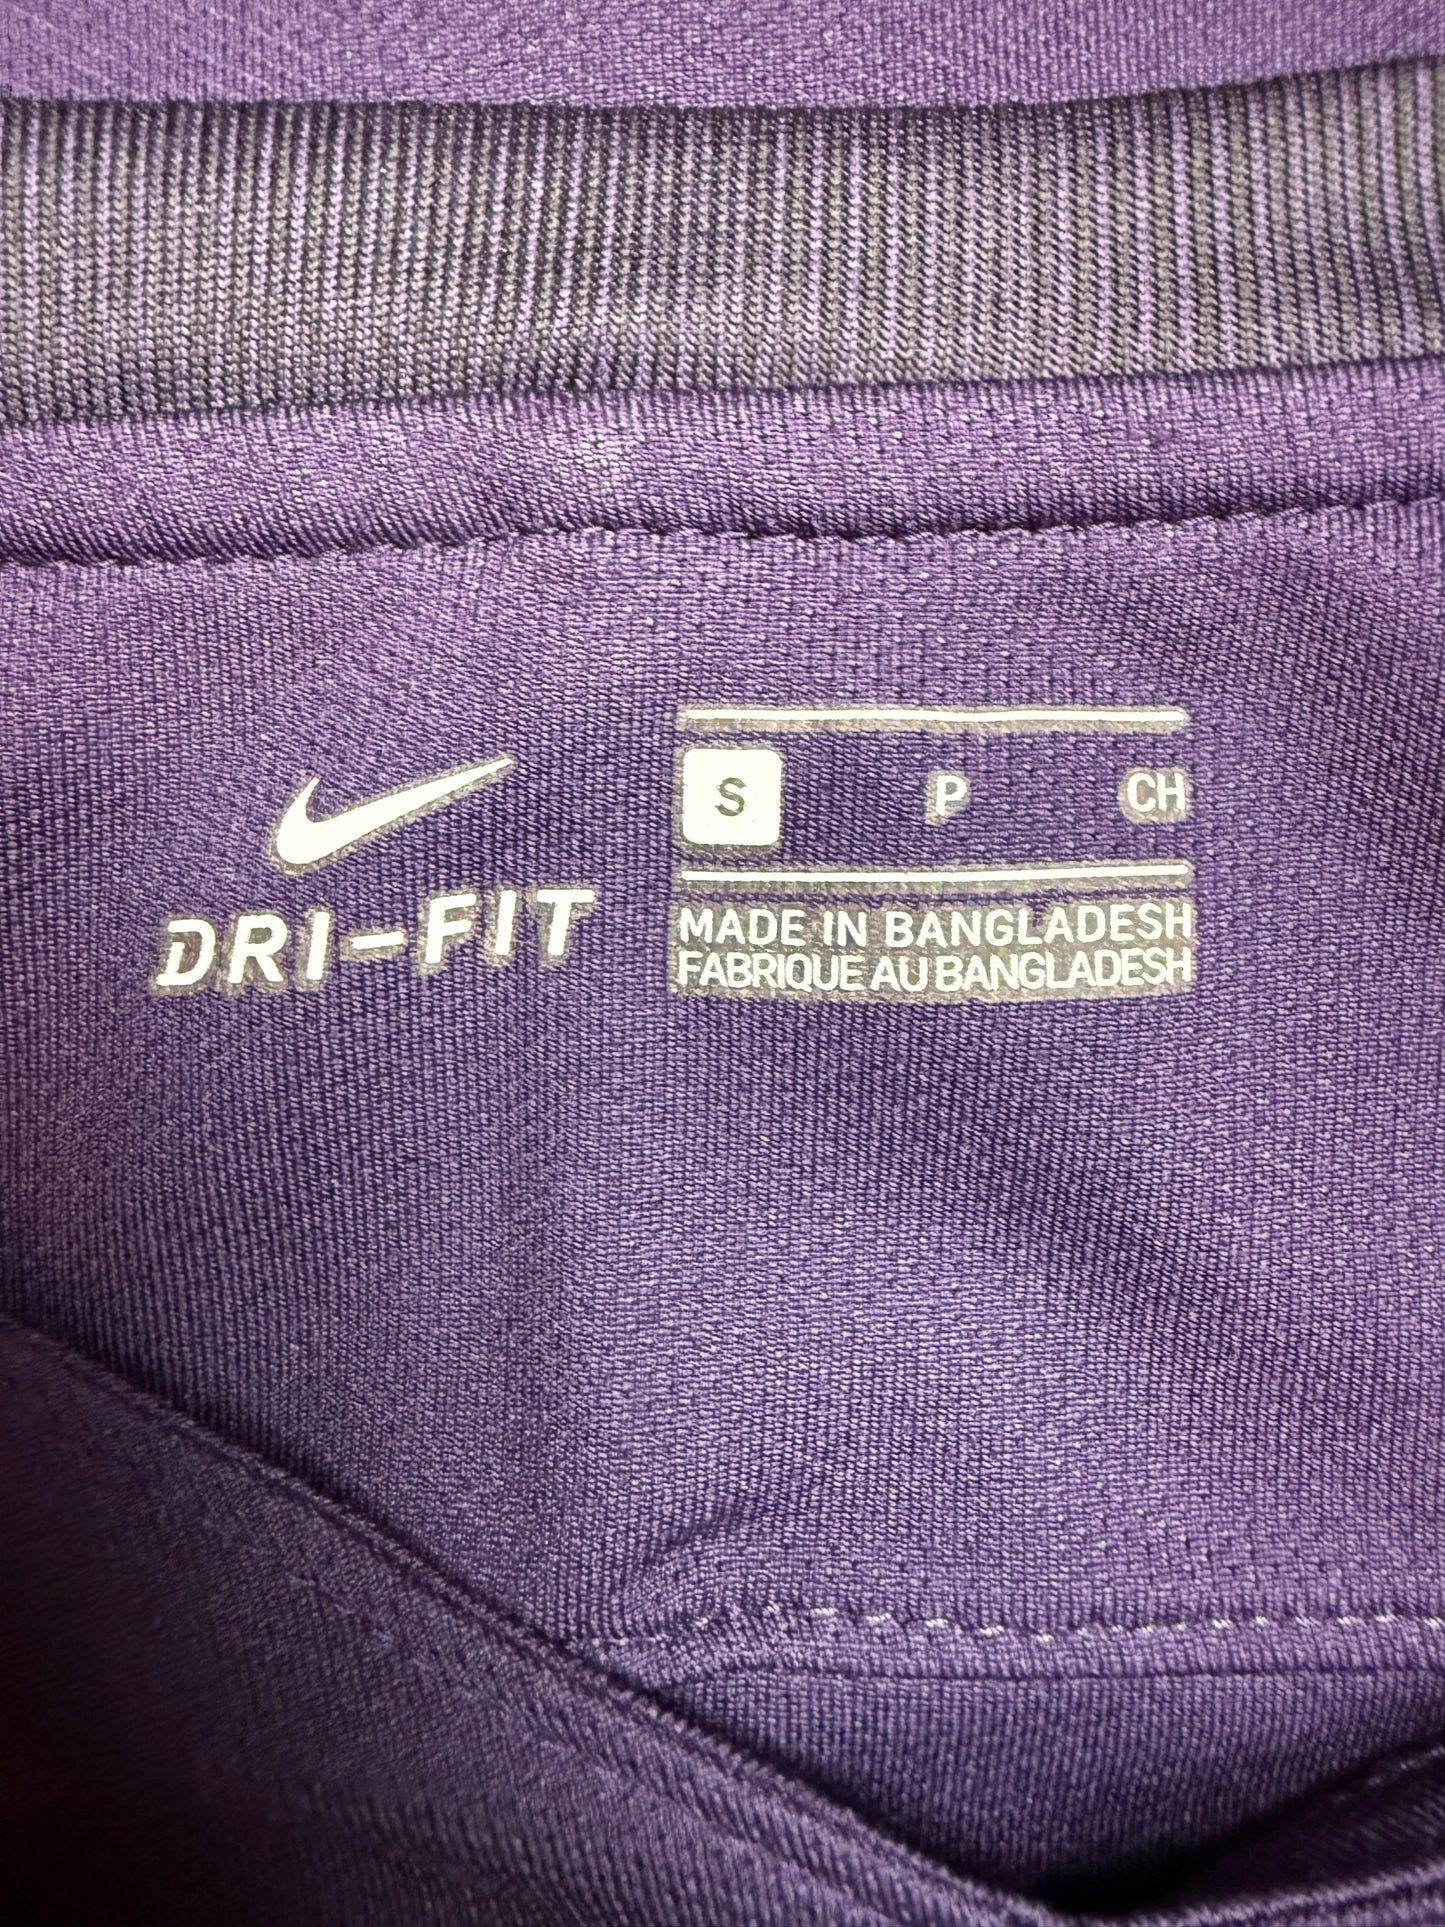 DRI-FIT
S P CH
MADE IN BANGLADESH
FABRIQUE AU BANGLADESH